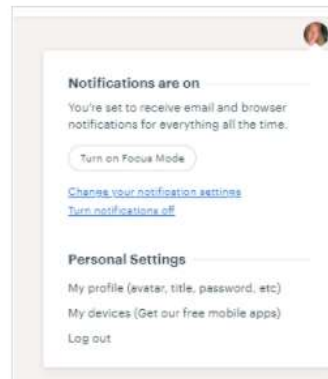 Notifications are on
You're set to receive email and browser
notifications for everything all the time.
Turn on Focus Mode
Change your notification settings
Turn notifications off
Personal Settings
My profile (avatar, title, password, etc)
My devices (Get our free mobile apps)
Log out